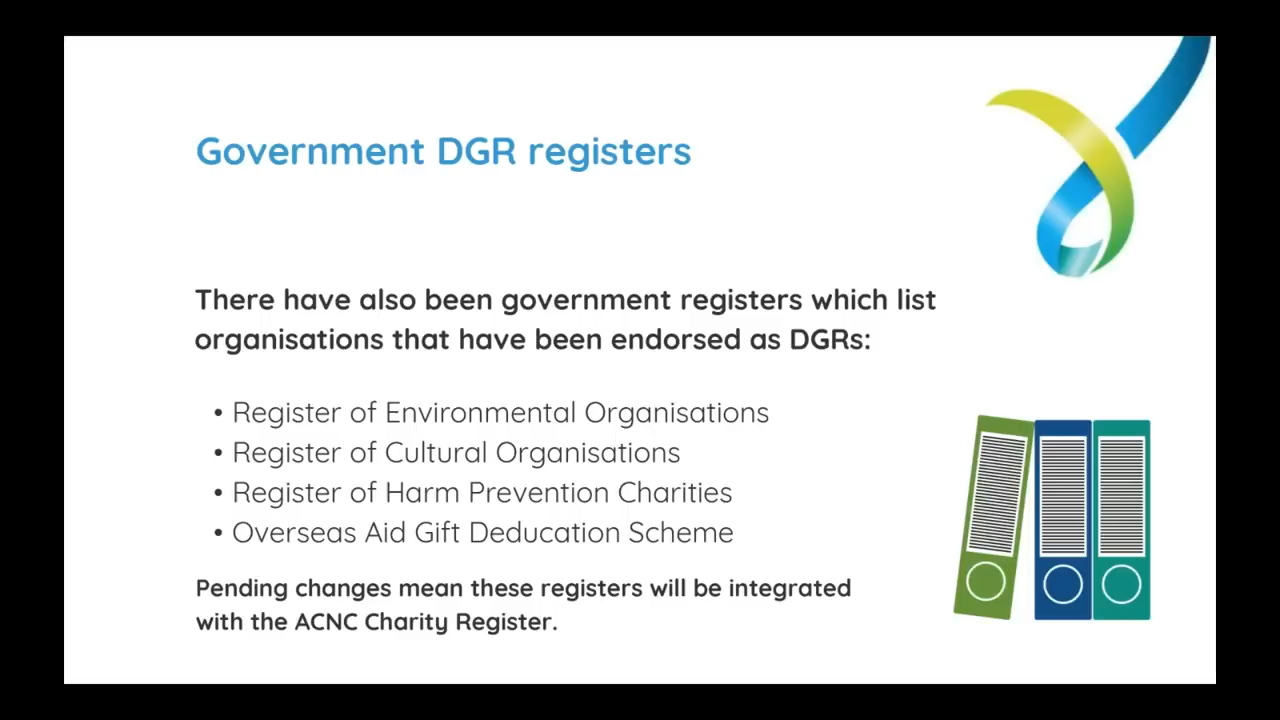 Government DGR registers
There have also been government registers which list
organisations that have been endorsed as DGRs:
• Register of Environmental Organisations
• Register of Cultural Organisations
• Register of Harm Prevention Charities
• Overseas Aid Gift Deducation Scheme
Pending changes mean these registers will be integrated
with the ACNC Charity Register.